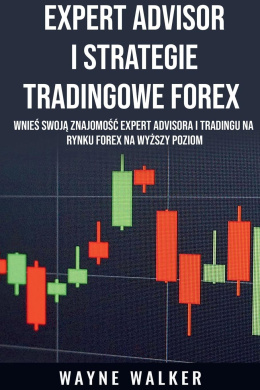 EXPERT ADVISOR
I STRATEGIE
TRADINGOWE FOREX
WNIEŚ SWOJĄ ZNAJOMOŚĆ EXPERT ADVISORA I TRADINGU NA
RYNKU FOREX NA WYŻSZY POZIOM
WAYNE WALKER